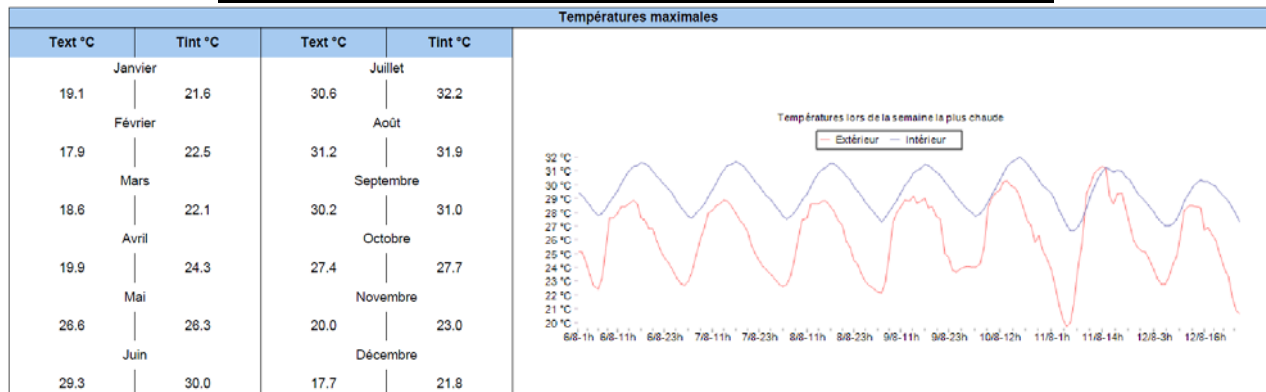 Températures maximales
Text °C Tint °C Text °C Tint °C
Janvier Juillet
19.1 21.6 30.6 32.2
Février Août
17.9 22.5 31.2 31.9
Mars Septembre
18.6 22.1 30.2 31.0
Avril Octobre
19.9 24.3 27.4 27.7
Mai Novembre
26.6 26.3 20.0 23.0
Juin Décembre
29.3 30.0 17.7 21.8
Températures lors de la semaine la plus chaude
Extérieur Intérieur
32 °C
31 °C
30 °C
29 °C
28 °C
27 °C
26 °C
25 °C
24 °C
23 °C
22 °C
21 °C
20 °C
6/8-1h 6/8-11h 6/8-23h 7/8-11h 7/8-23h 8/8-11h 8/8-23h 9/8-11h 9/8-23h 10/8-12h 11/8-1h 11/8-14h 12/8-3h 12/8-16h